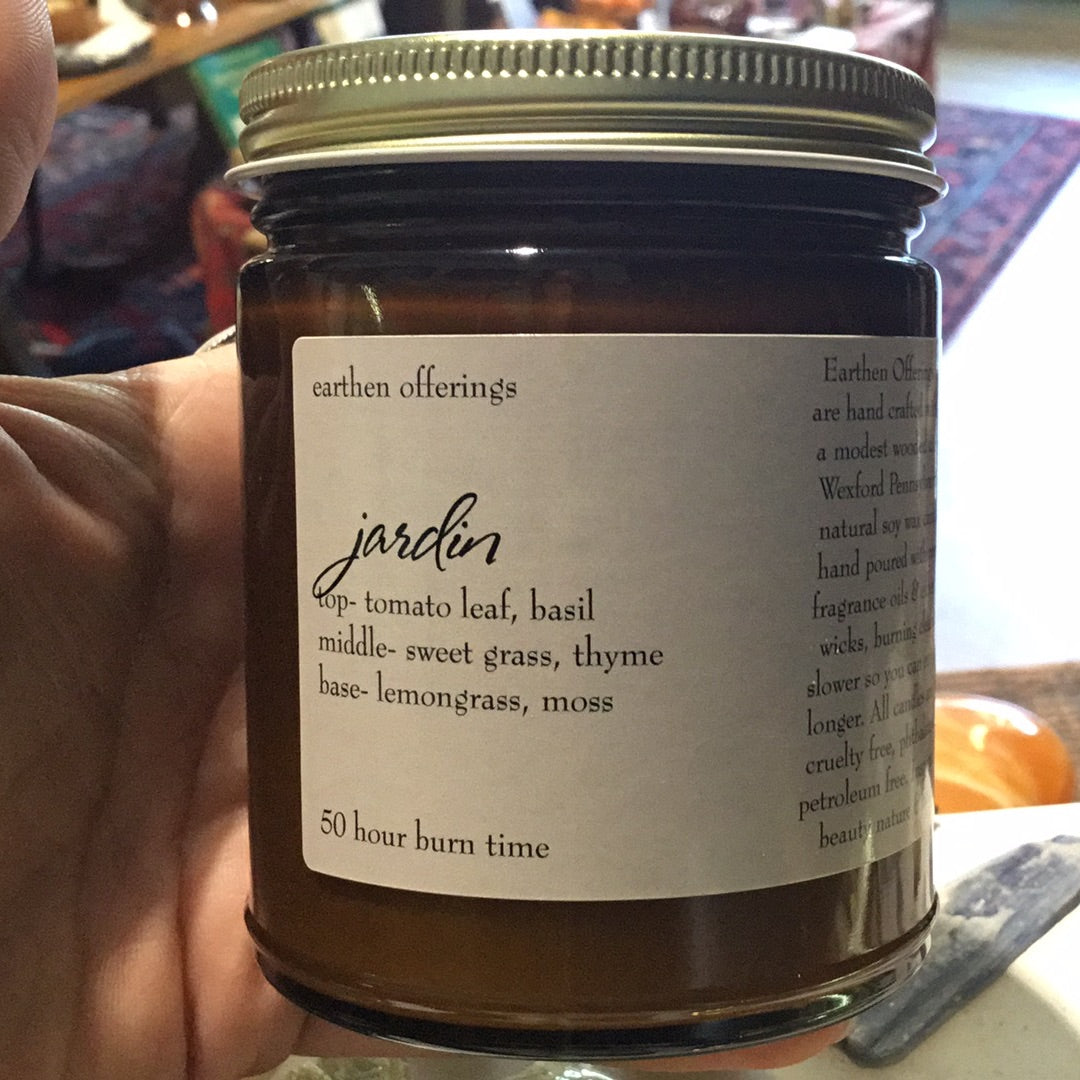 earthen offerings
jardin
top- tomato leaf, basil
middle- sweet grass, thyme
base- lemongrass, moss
50 hour burn time
Earthen Offerings
are hand crafted
a modest
Wexford
natural soy wax
hand poured
fragrance oils &
wicks, burning
slower so you can
longer. All candles
cruelty free,
petroleum free.
beauty nature